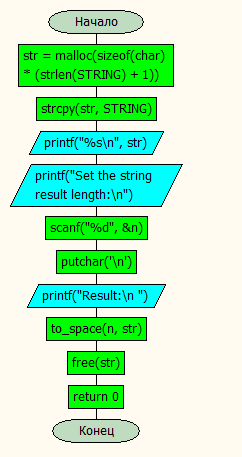 Начало
str = malloc(sizeof(char)
* (strlen(STRING) + 1))
strcpy(str, STRING)
printf("%s\n", str)
printf("Set the string
result length:\n")
scanf("%d", &n)
putchar('\n')
printf("Result:\n ")
to_space(n, str)
free(str)
return 0
Конец